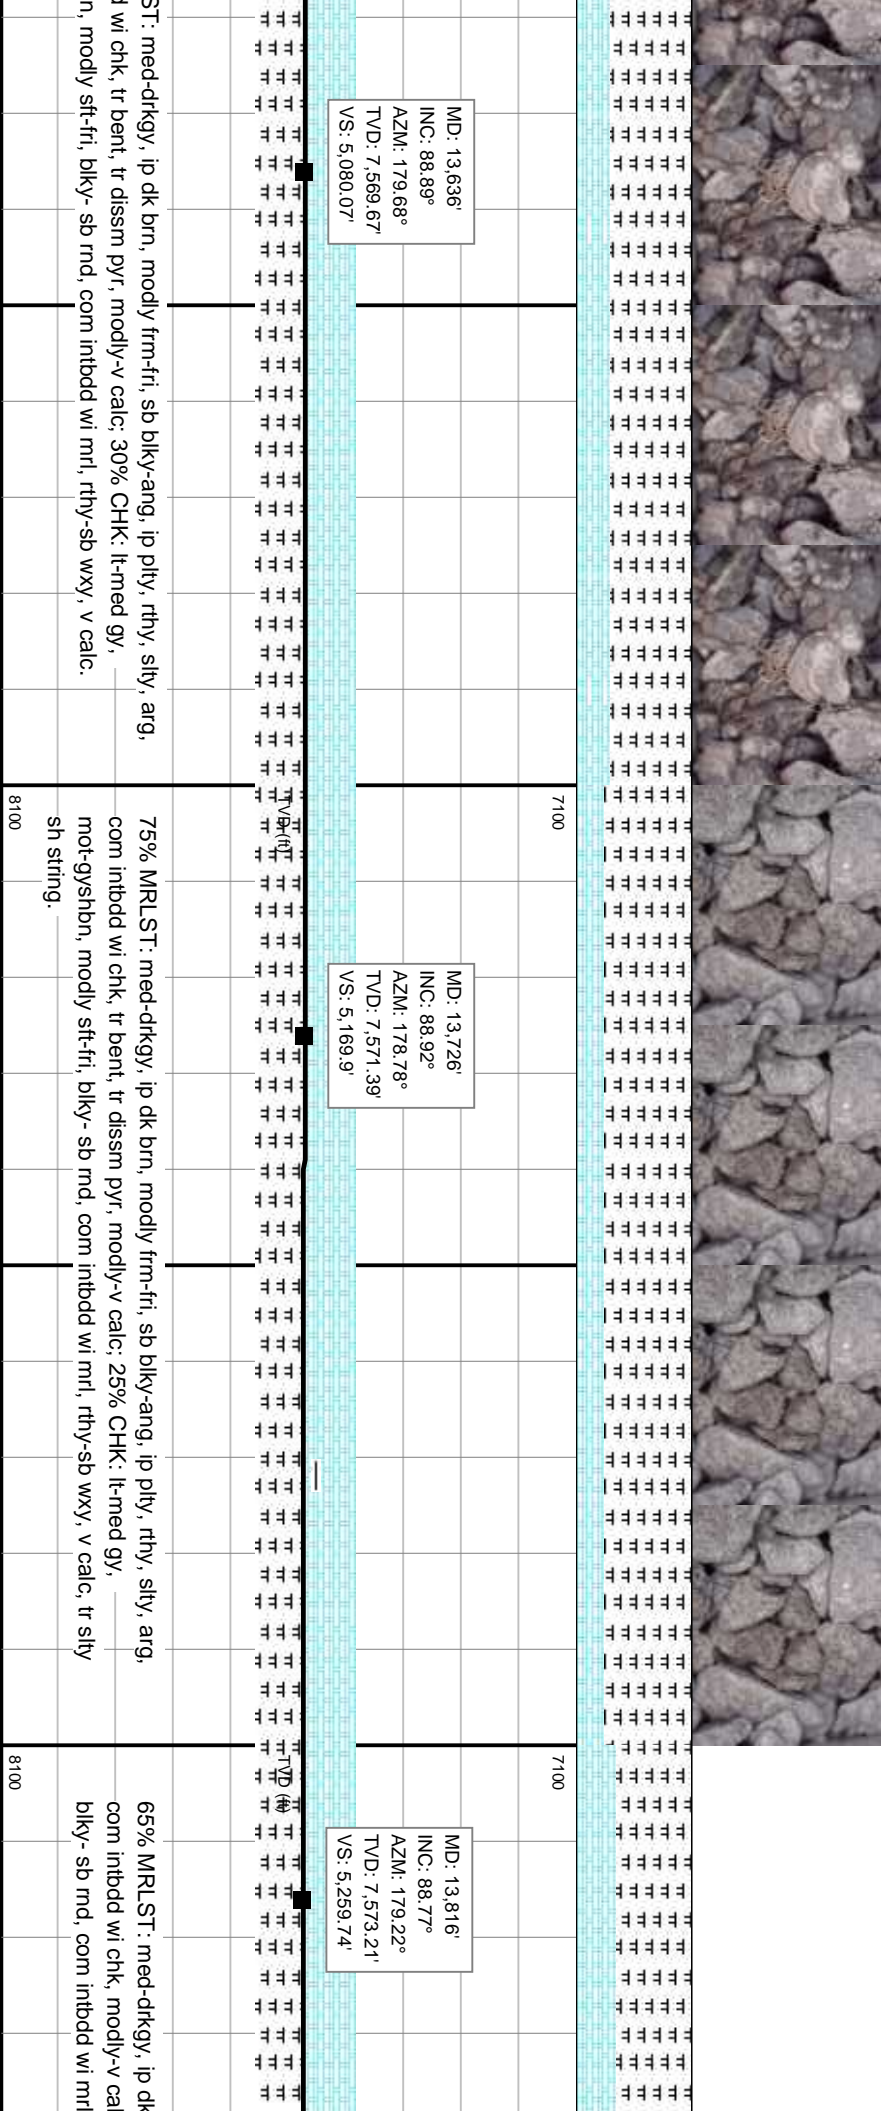 ST: med-drkgy, ip dk brn, modly frm-fri, sb blky-ang, ip plty, rthy, slty, arg,
wi chk, tr bent, tr dissm pyr, modly-v calc; 30% CHK: lt-med gy,
modly sft-fri, blky- sb rnd, com intbdd wi mrl, rthy-sb wxy, v calc.
MD: 13,636'
INC: 88.89°
AZM: 179.68°
TVD: 7,569.67'
VS: 5,080.07'
7100
TVD (ft)
8100
75% MRLST: med-drkgy, ip dk brn, modly frm-fri, sb blky-ang, ip plty, rthy, slty, arg,
com intbdd wi chk, tr bent, tr dissm pyr, modly-v calc; 25% CHK: lt-med gy,
mot-gyshbn, modly sft-fri, blky- sb rnd, com intbdd wi mrl, rthy-sb wxy, v calc, tr slty
sh string.
MD: 13,726'
INC: 88.92°
AZM: 178.78°
TVD: 7,571.39'
VS: 5,169.9'
7100
TVD (ft)
8100
65% MRLST: med-drkgy, ip dk
com intbdd wi chk, modly-v cal
blky- sb rnd, com intbdd wi mrl
MD: 13,816'
INC: 88.77°
AZM: 179.22°
TVD: 7,573.21'
VS: 5,259.74'